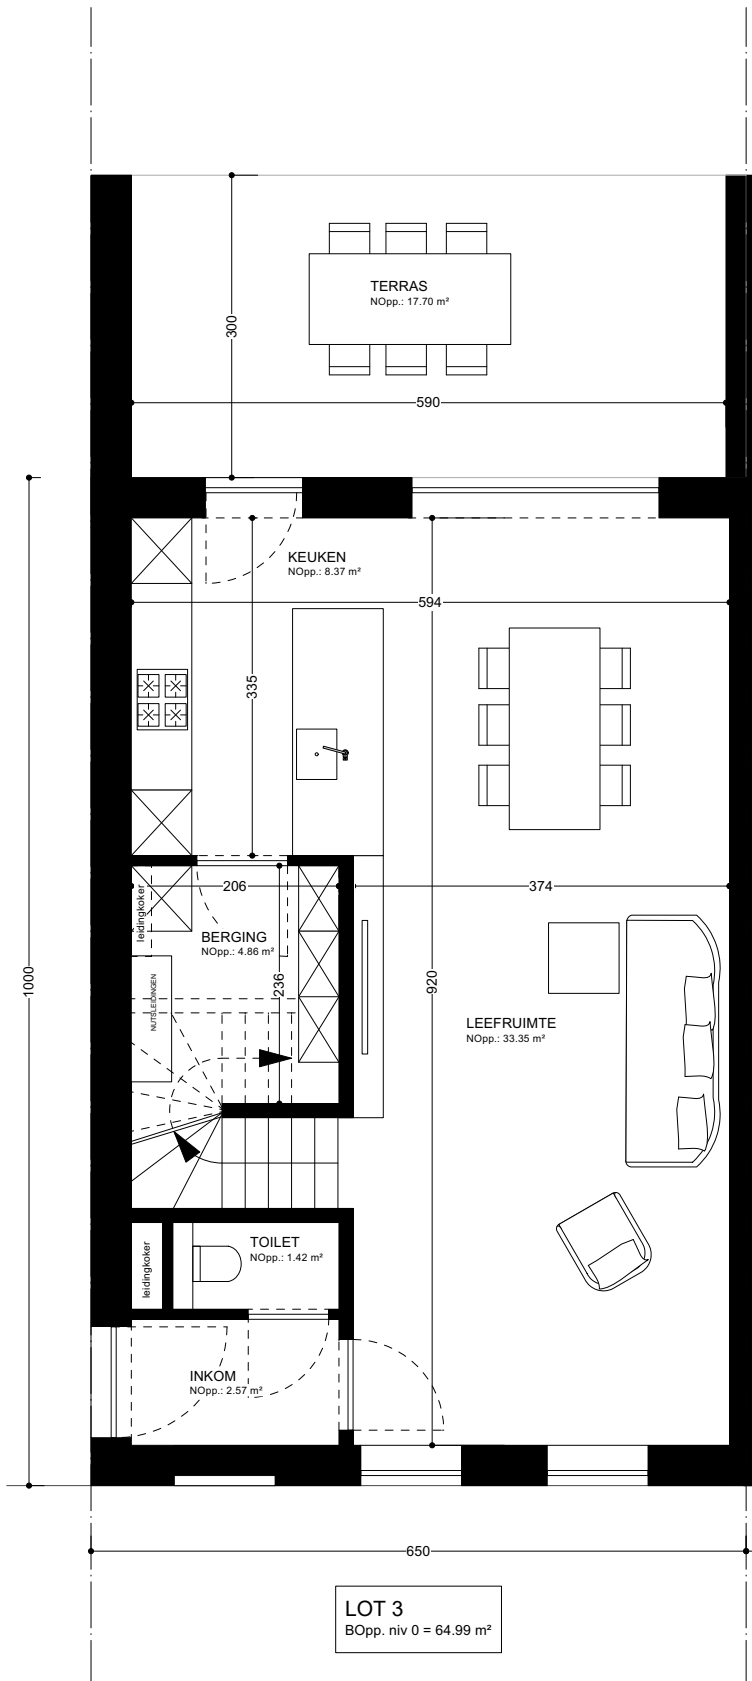 TERRAS
NOpp.: 17.70 m²
300
590
KEUKEN
NOpp.: 8.37 m²
594
335
leidingkoker
206
374
BERGING
NOpp.: 4.86 m²
236
NUTSLEIDINGEN
1000
920
LEEFRUIMTE
NOpp.: 33.35 m²
leidingkoker
TOILET
NOpp.: 1.42 m²
INKOM
NOpp.: 2.57 m²
650
LOT 3
BOpp. niv 0 = 64.99 m²